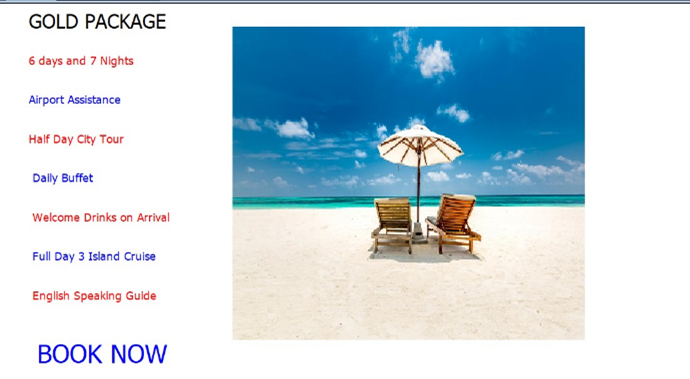 GOLD PACKAGE
6 days and 7 Nights
Airport Assistance
Half Day City Tour
Daily Buffet
Welcome Drinks on Arrival
Full Day 3 Island Cruise
English Speaking Guide
BOOK NOW